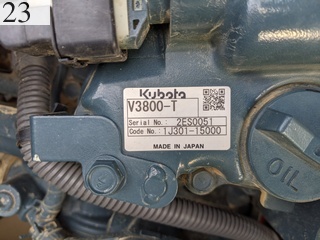 23
Kubota
V3800-T
Serial No.: 2ES0051
Code No.: 1J301-15000
MADE IN JAPAN
OIL